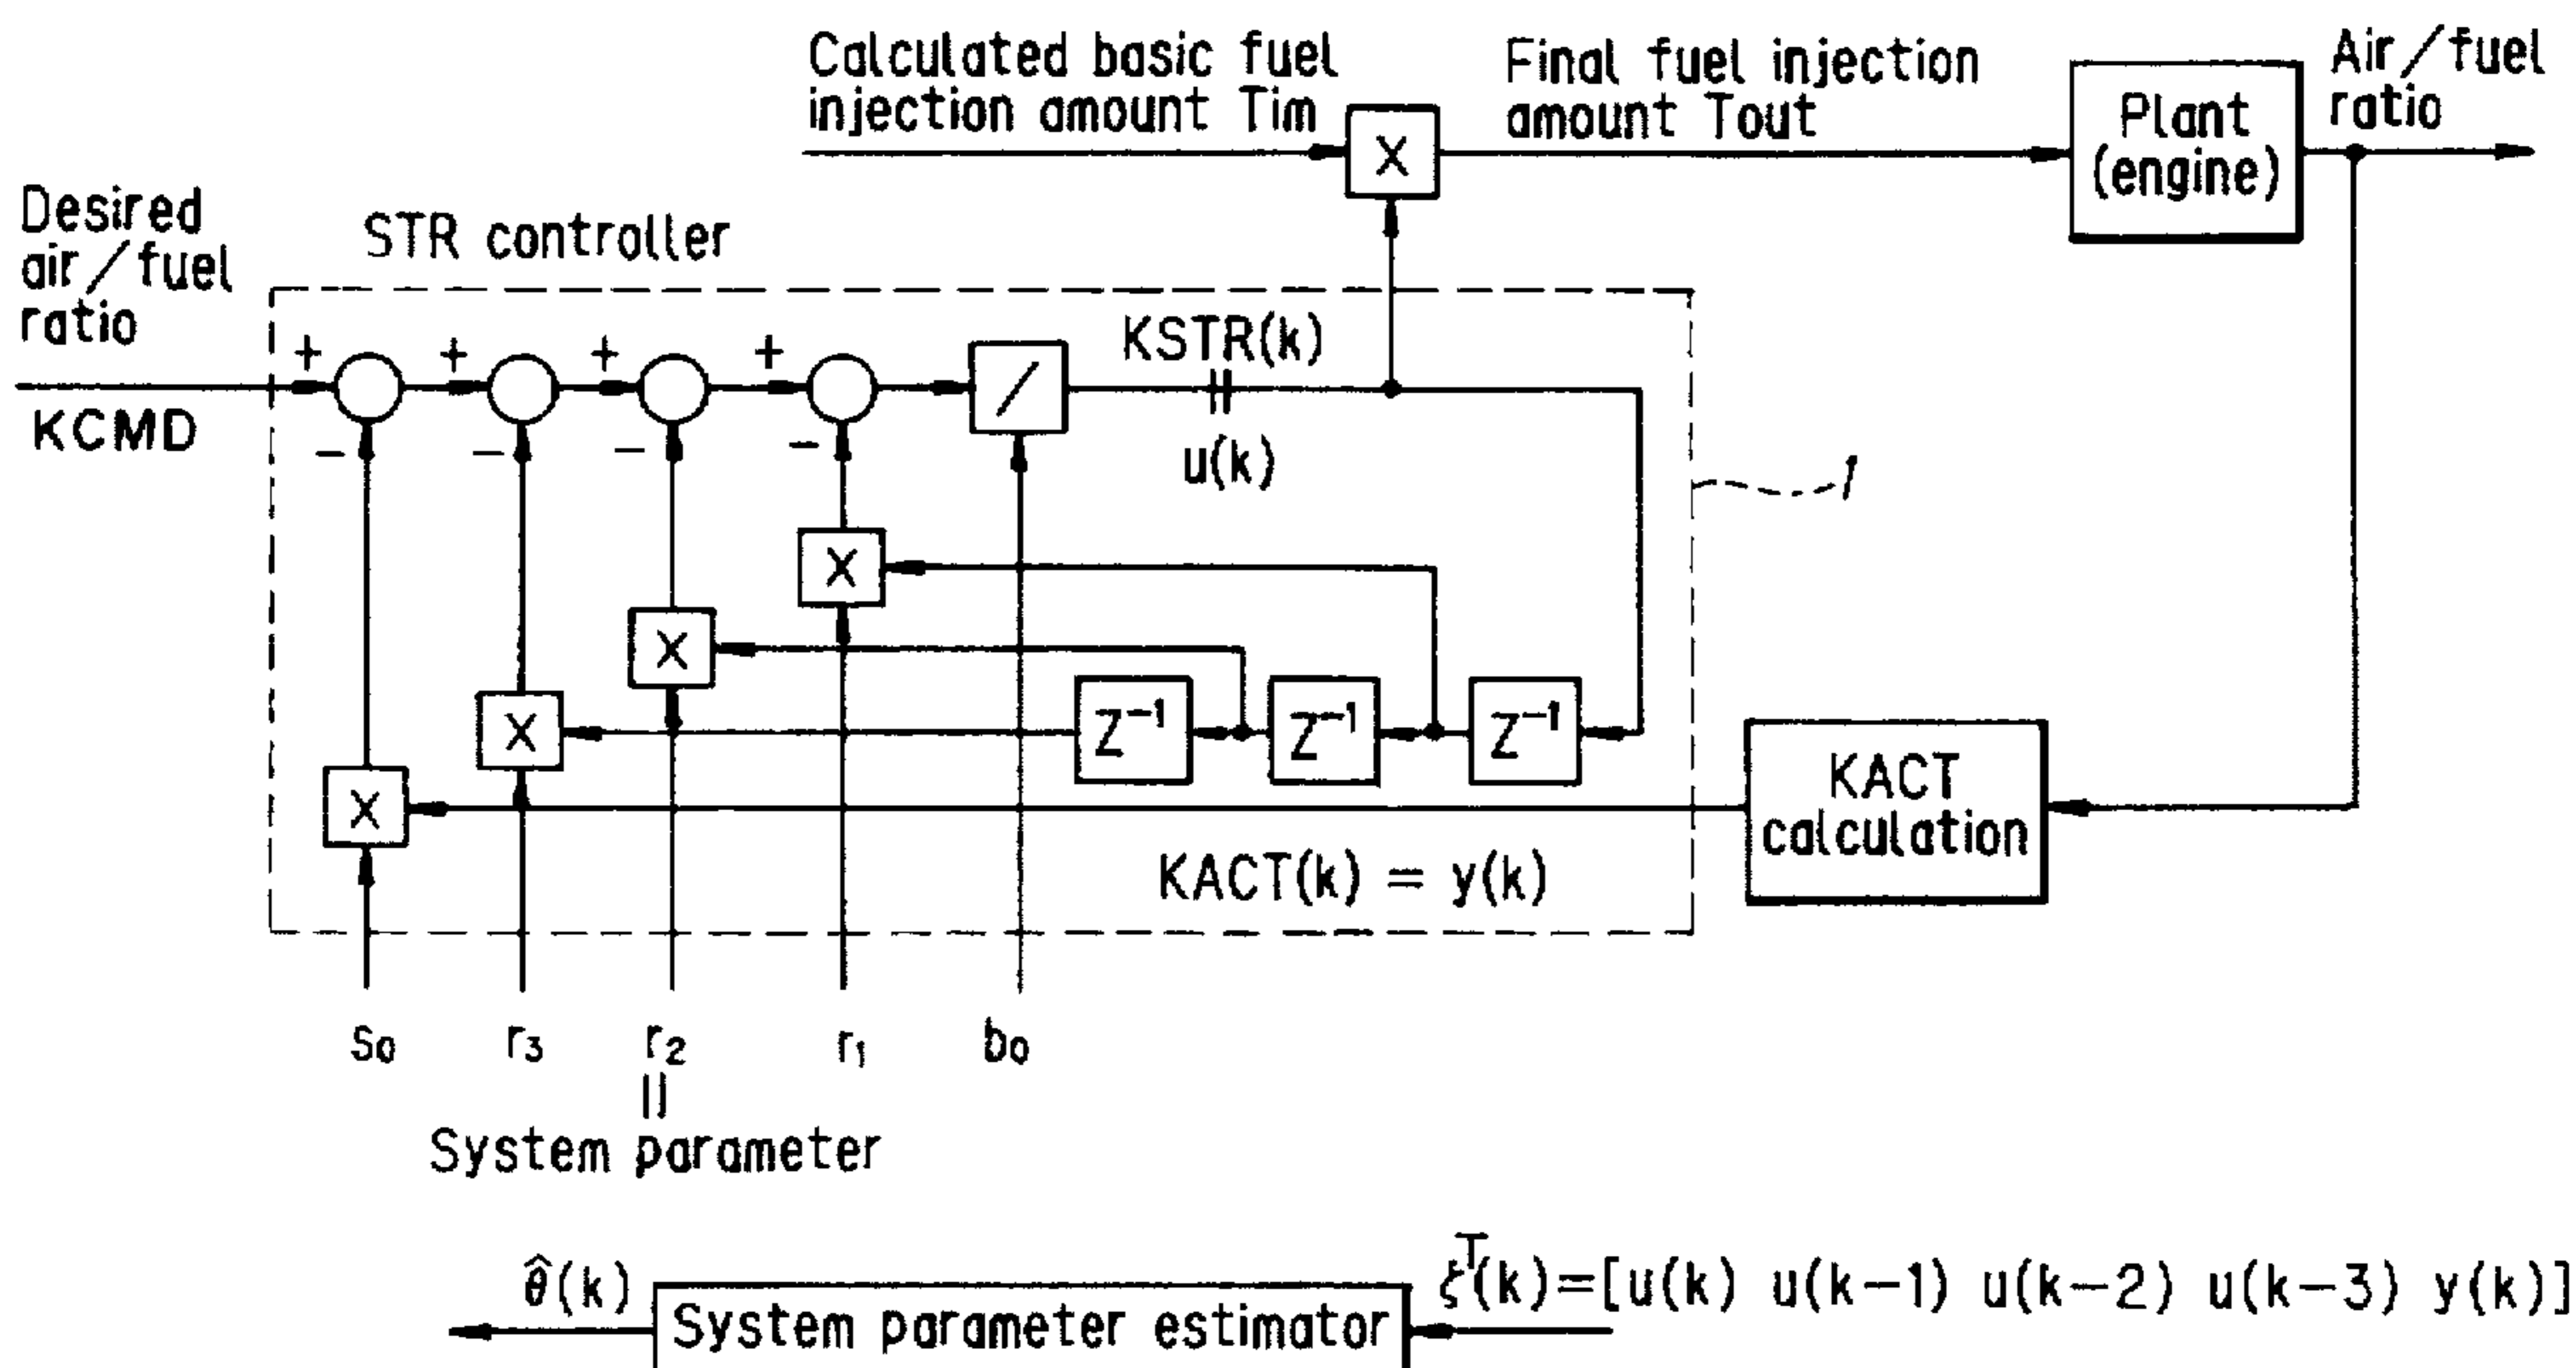 Calculated basic fuel
injection amount Tim
Final fuel injection
amount Tout
Air/fuel
ratio
Plant
(engine)
X
Desired
air/fuel
ratio
STR controller
KCMD
+
+
+
+
−
−
−
−
/
KSTR(k)
=
u(k)
1
X
X
X
X
Z⁻¹
Z⁻¹
Z⁻¹
KACT
calculation
KACT(k) = y(k)
s₀
r₃
r₂
r₁
b₀
=
System parameter
θ̂(k)
System parameter estimator
ζᵀ(k)=[u(k) u(k−1) u(k−2) u(k−3) y(k)]